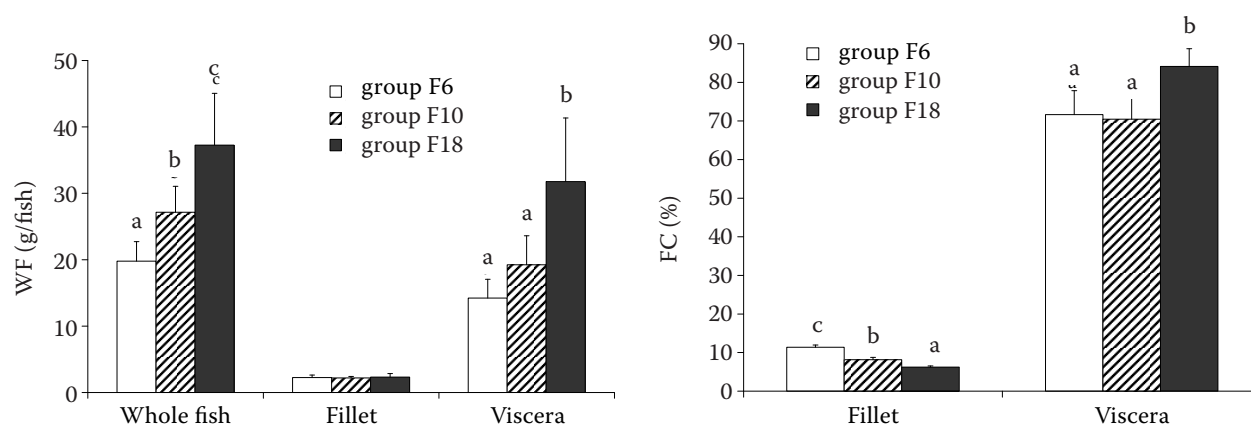 WF (g/fish)
50
40
30
20
10
0
group F6
group F10
group F18
a
b
c
c
a
a
b
Whole fish
Fillet
Viscera
FC (%)
90
80
70
60
50
40
30
20
10
0
group F6
group F10
group F18
c
b
a
a
a
b
Fillet
Viscera